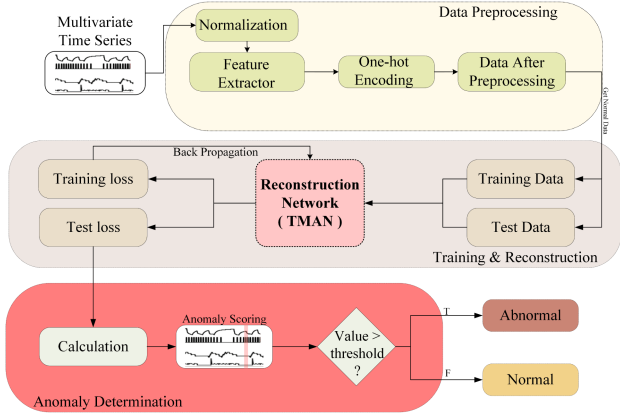 Multivariate
Time Series
Data Preprocessing
Normalization
Feature
Extractor
One-hot
Encoding
Data After
Preprocessing
Get Normal Data
Back Propagation
Training loss
Test loss
Reconstruction
Network
( TMAN )
Training Data
Test Data
Training & Reconstruction
Anomaly Scoring
Calculation
Value >
threshold
?
T
Abnormal
F
Normal
Anomaly Determination